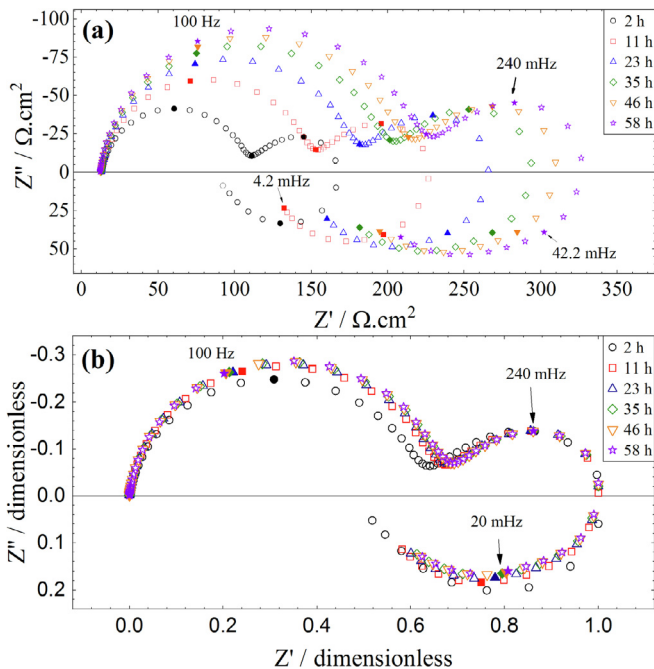 (a)
100 Hz
240 mHz
4.2 mHz
42.2 mHz
2 h
11 h
23 h
35 h
46 h
58 h
-100
-75
-50
-25
0
25
50
Z'' / Ω.cm²
0 50 100 150 200 250 300 350
Z' / Ω.cm²
(b)
100 Hz
240 mHz
20 mHz
2 h
11 h
23 h
35 h
46 h
58 h
-0.3
-0.2
-0.1
0.0
0.1
0.2
Z'' / dimensionless
0.0 0.2 0.4 0.6 0.8 1.0
Z' / dimensionless